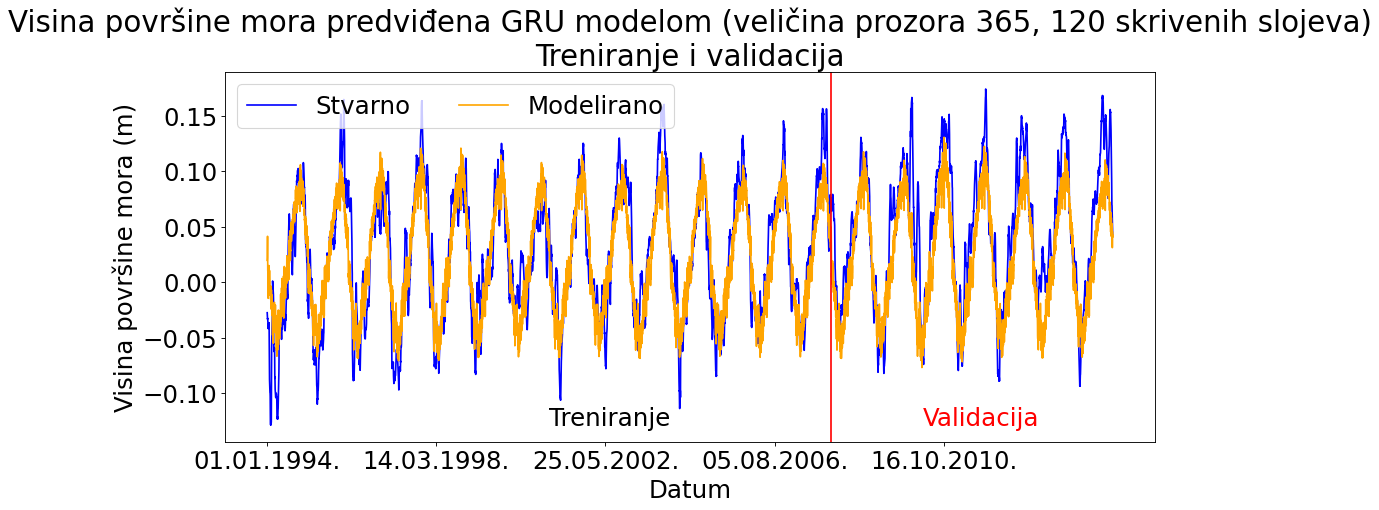 Visina površine mora predviđena GRU modelom (veličina prozora 365, 120 skrivenih slojeva)
Treniranje i validacija
Stvarno
Modelirano
Visina površine mora (m)
0.15
0.10
0.05
0.00
−0.05
−0.10
Treniranje
Validacija
01.01.1994.
14.03.1998.
25.05.2002.
05.08.2006.
16.10.2010.
Datum